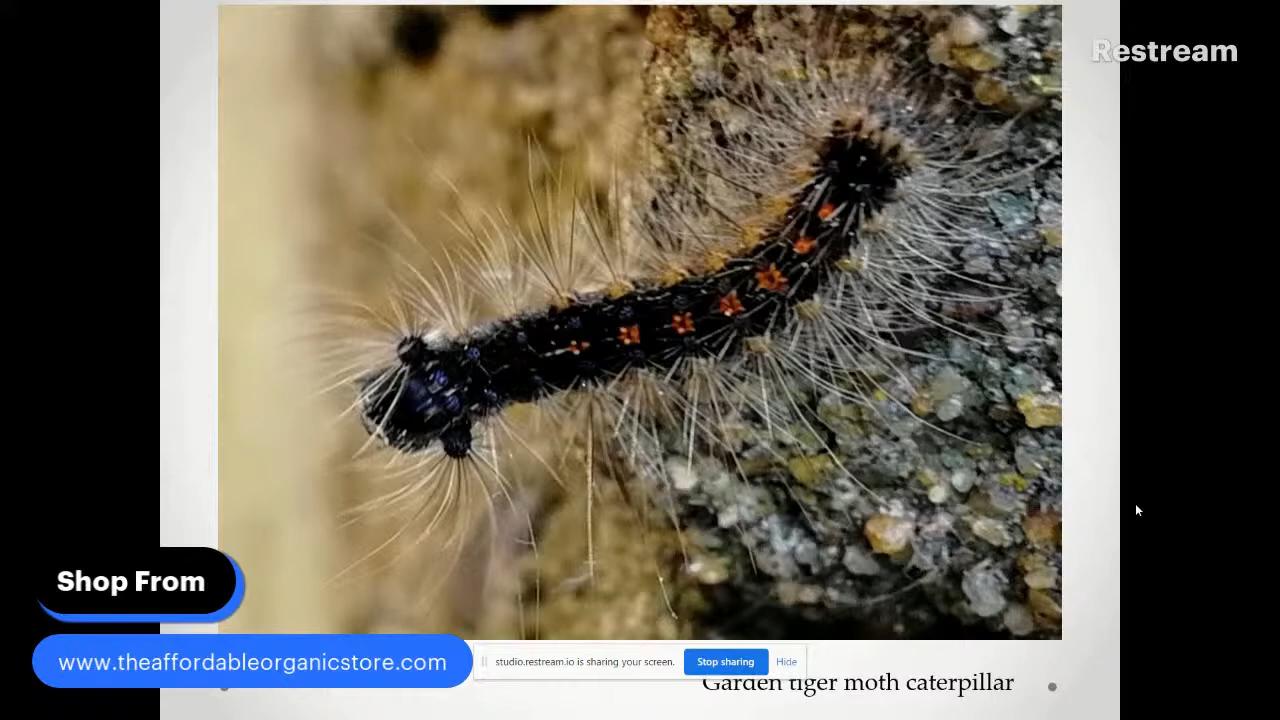 Restream
Shop From
www.theaffordableorganicstore.com
studio.restream.io is sharing your screen. Stop sharing Hide
Garden tiger moth caterpillar